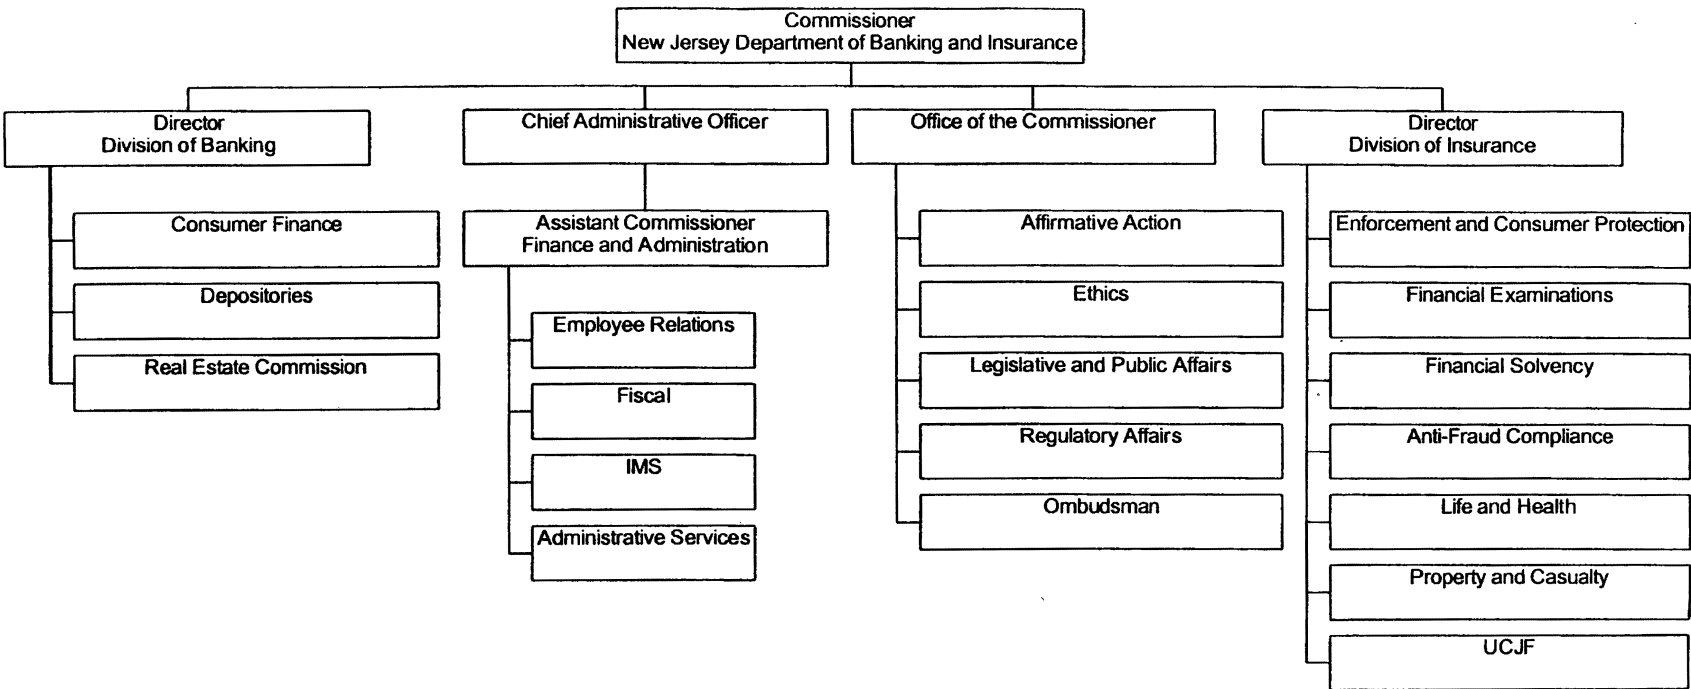 Commissioner
New Jersey Department of Banking and Insurance
Director
Division of Banking
Chief Administrative Officer
Office of the Commissioner
Director
Division of Insurance
Consumer Finance
Depositories
Real Estate Commission
Assistant Commissioner
Finance and Administration
Employee Relations
Fiscal
IMS
Administrative Services
Affirmative Action
Ethics
Legislative and Public Affairs
Regulatory Affairs
Ombudsman
Enforcement and Consumer Protection
Financial Examinations
Financial Solvency
Anti-Fraud Compliance
Life and Health
Property and Casualty
UCJF